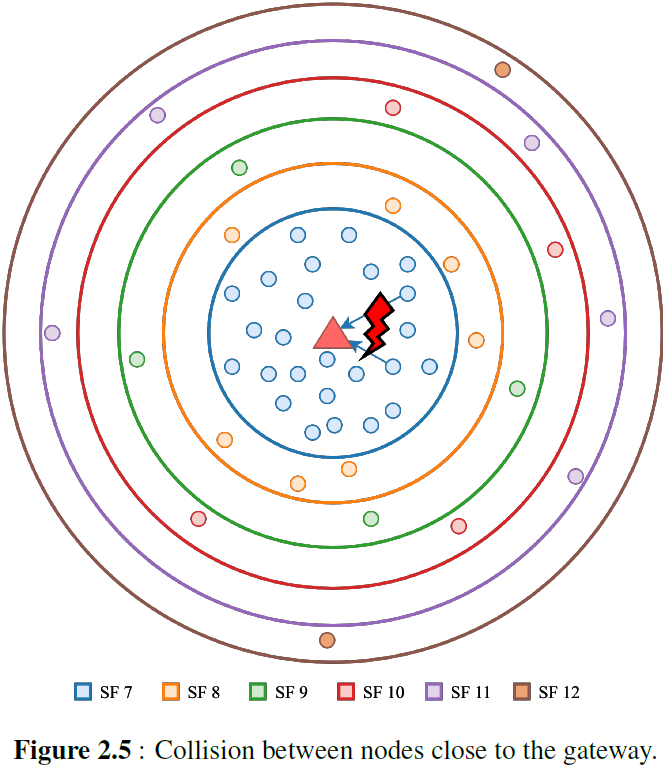 SF 7 SF 8 SF 9 SF 10 SF 11 SF 12
Figure 2.5 : Collision between nodes close to the gateway.